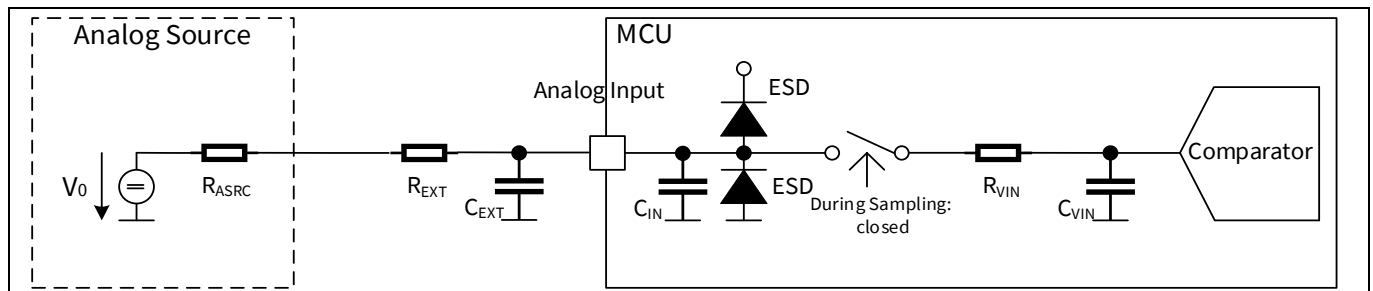 Analog Source
MCU
Analog Input
ESD
V0
=
RASRC
REXT
CEXT
CIN
ESD
During Sampling:
closed
RVIN
CVIN
Comparator